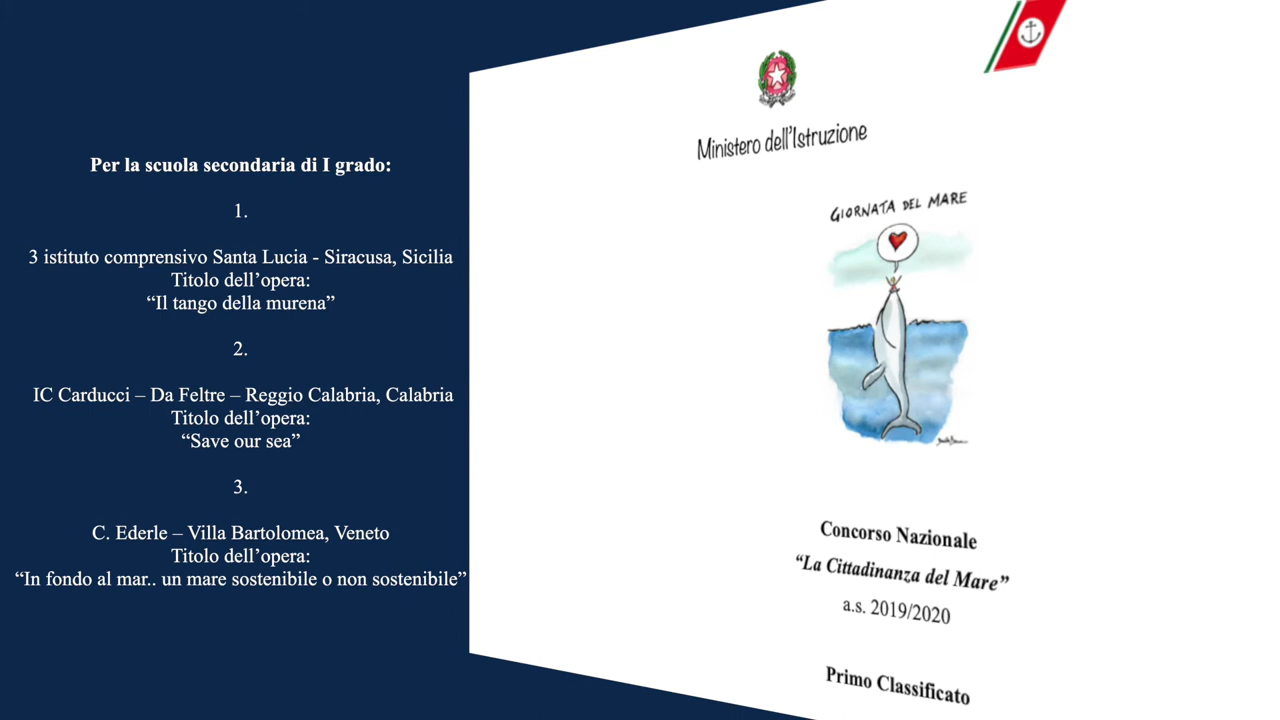 Per la scuola secondaria di I grado:
1.
3 istituto comprensivo Santa Lucia - Siracusa, Sicilia
Titolo dell’opera:
“Il tango della murena”
2.
IC Carducci – Da Feltre – Reggio Calabria, Calabria
Titolo dell’opera:
“Save our sea”
3.
C. Ederle – Villa Bartolomea, Veneto
Titolo dell’opera:
“In fondo al mar.. un mare sostenibile o non sostenibile”
Ministero dell’Istruzione
GIORNATA DEL MARE
Concorso Nazionale
“La Cittadinanza del Mare”
a.s. 2019/2020
Primo Classificato